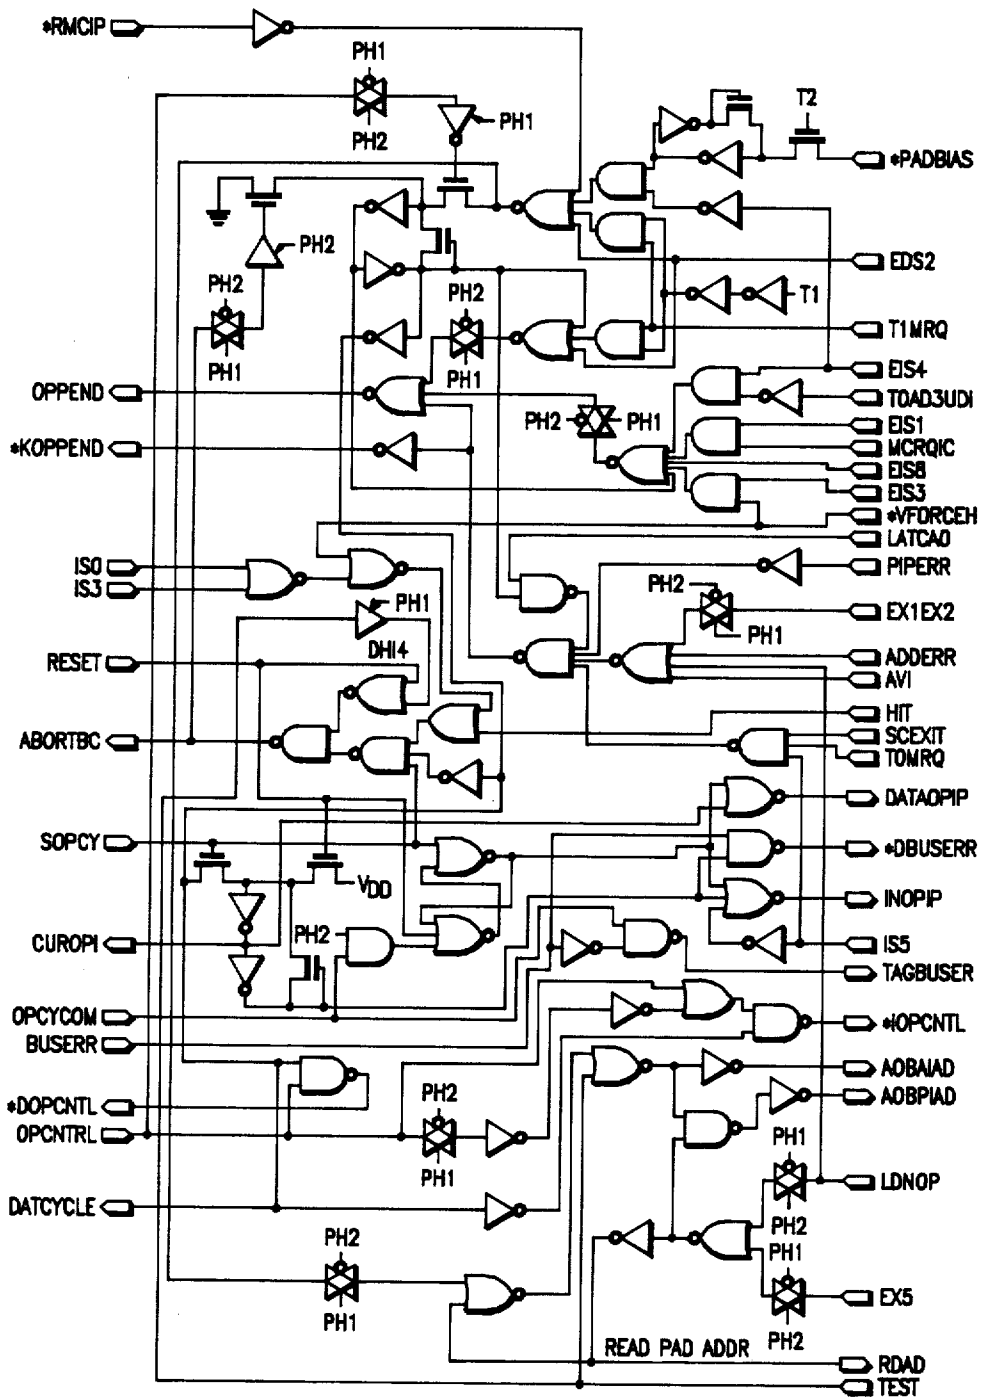 *RMCIP
PH1
PH2
PH1
T2
*PADBIAS
PH2
EDS2
PH2
PH2
T1
PH1
T1MRQ
PH1
OPPEND
EIS4
TOAD3UDI
PH2
PH1
EIS1
*KOPPEND
MCRQIC
EIS8
EIS3
*VFORCEH
LATCAO
IS0
PIPERR
IS3
PH2
PH1
EX1EX2
PH1
DHI4
RESET
ADDERR
AVI
HIT
ABORTBC
SCEXIT
TOMRQ
DATAOPIP
SOPCY
*DBUSERR
VDD
INOPIP
CUROPI
PH2
IS5
TAGBUSER
OPCYCOM
*IOPCNTL
BUSERR
AOBAIAD
*DOPCNTL
PH2
AOBPIAD
OPCNTRL
PH1
PH1
LDNOP
DATCYCLE
PH2
PH2
PH1
EX5
PH1
PH2
READ PAD ADDR
RDAD
TEST